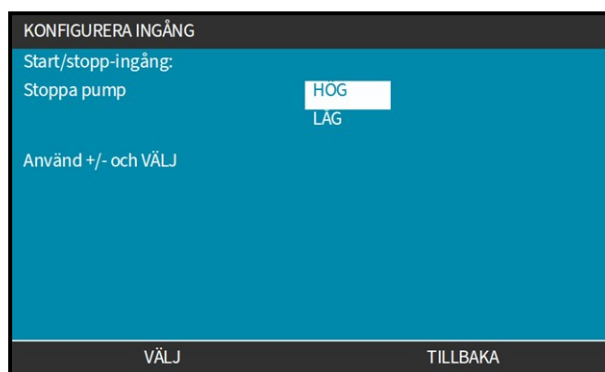 KONFIGURERA INGÅNG
Start/stopp-ingång:
Stoppa pump HÖG
LÅG
Använd +/- och VÄLJ
VÄLJ TILLBAKA